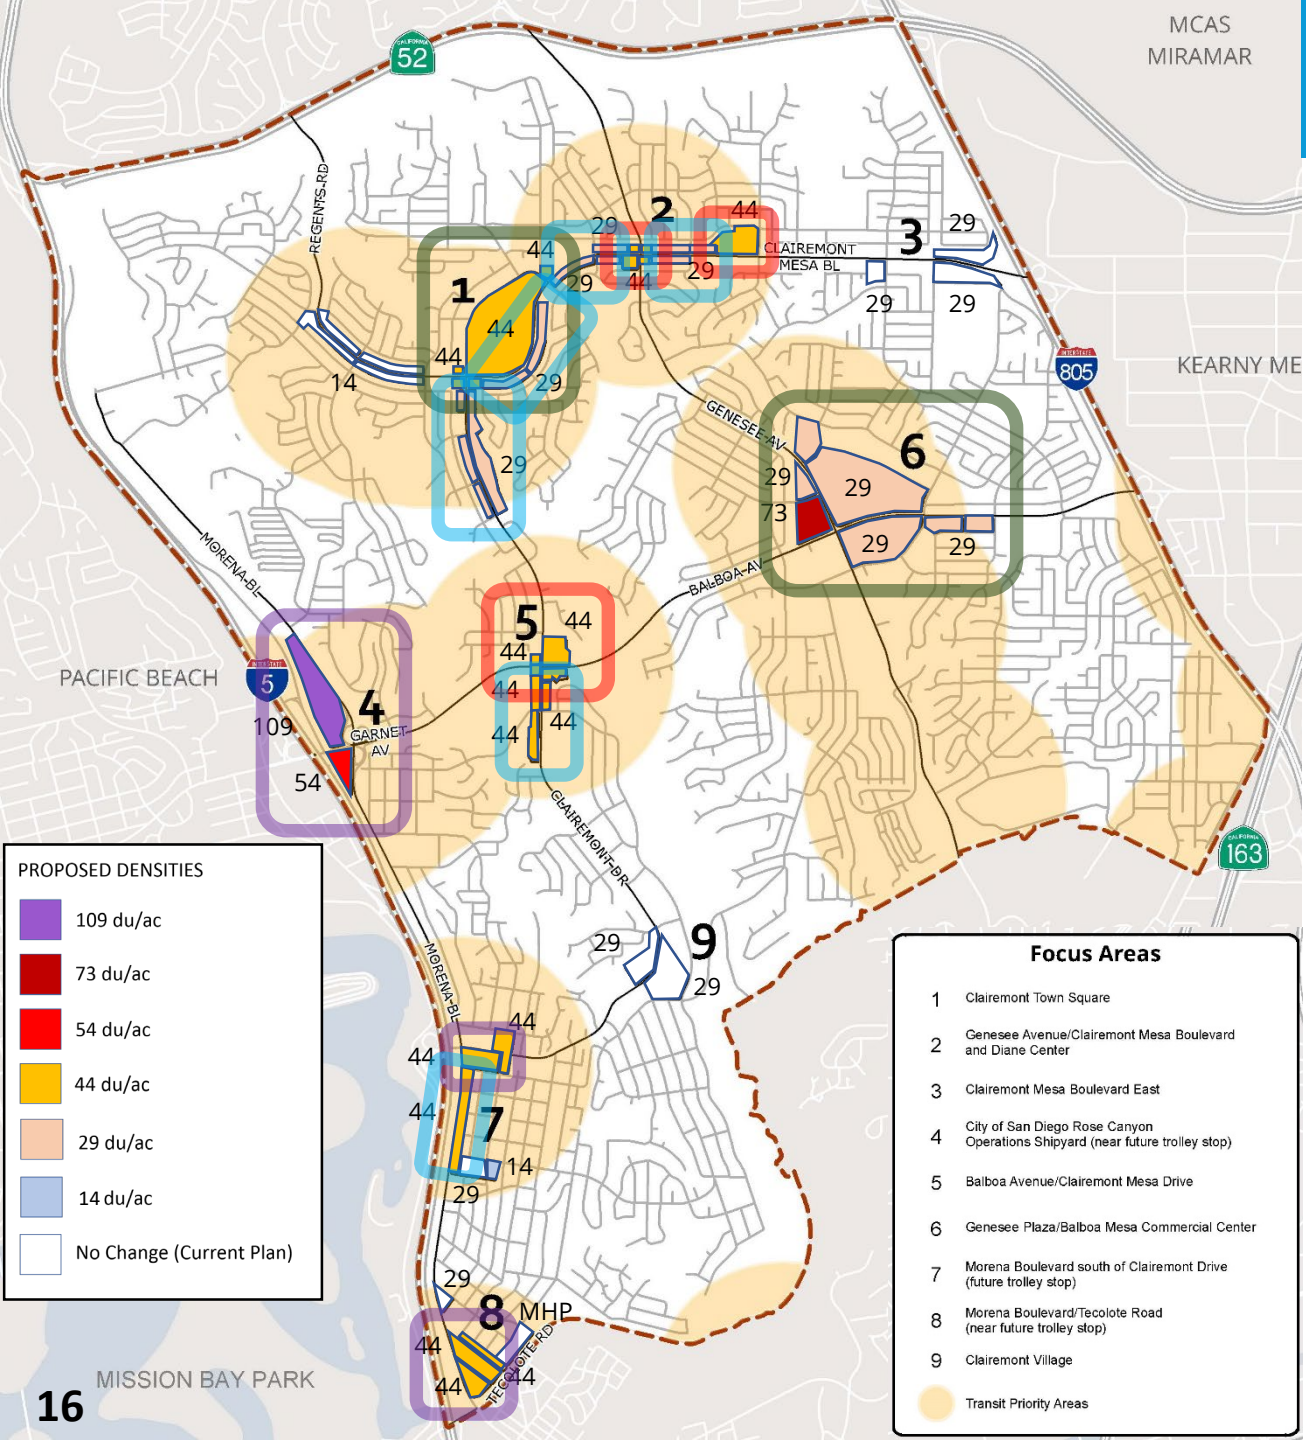 MCAS
MIRAMAR
CALIFORNIA
52
REGENTS RD
2
29
44
3
29
44
CLAIREMONT
MESA BL
1
29
44
29
29
29
44
44
INTERSTATE
805
KEARNY ME
14
29
GENESEE AV
6
29
29
29
73
29
29
MORENA BL
BALBOA AV
5
44
44
PACIFIC BEACH
INTERSTATE
5
44
4
109
GARNET
AV
44
44
54
CLAIREMONT DR
CALIFORNIA
163
PROPOSED DENSITIES
109 du/ac
73 du/ac
54 du/ac
44 du/ac
29 du/ac
14 du/ac
No Change (Current Plan)
MORENA BL
29
9
29
44
44
44
7
14
29
29
8
MHP
44
44
44
TECOLOTE RD
MISSION BAY PARK
16
Focus Areas
1 Clairemont Town Square
2 Genesee Avenue/Clairemont Mesa Boulevard
and Diane Center
3 Clairemont Mesa Boulevard East
4 City of San Diego Rose Canyon
Operations Shipyard (near future trolley stop)
5 Balboa Avenue/Clairemont Mesa Drive
6 Genesee Plaza/Balboa Mesa Commercial Center
7 Morena Boulevard south of Clairemont Drive
(future trolley stop)
8 Morena Boulevard/Tecolote Road
(near future trolley stop)
9 Clairemont Village
Transit Priority Areas